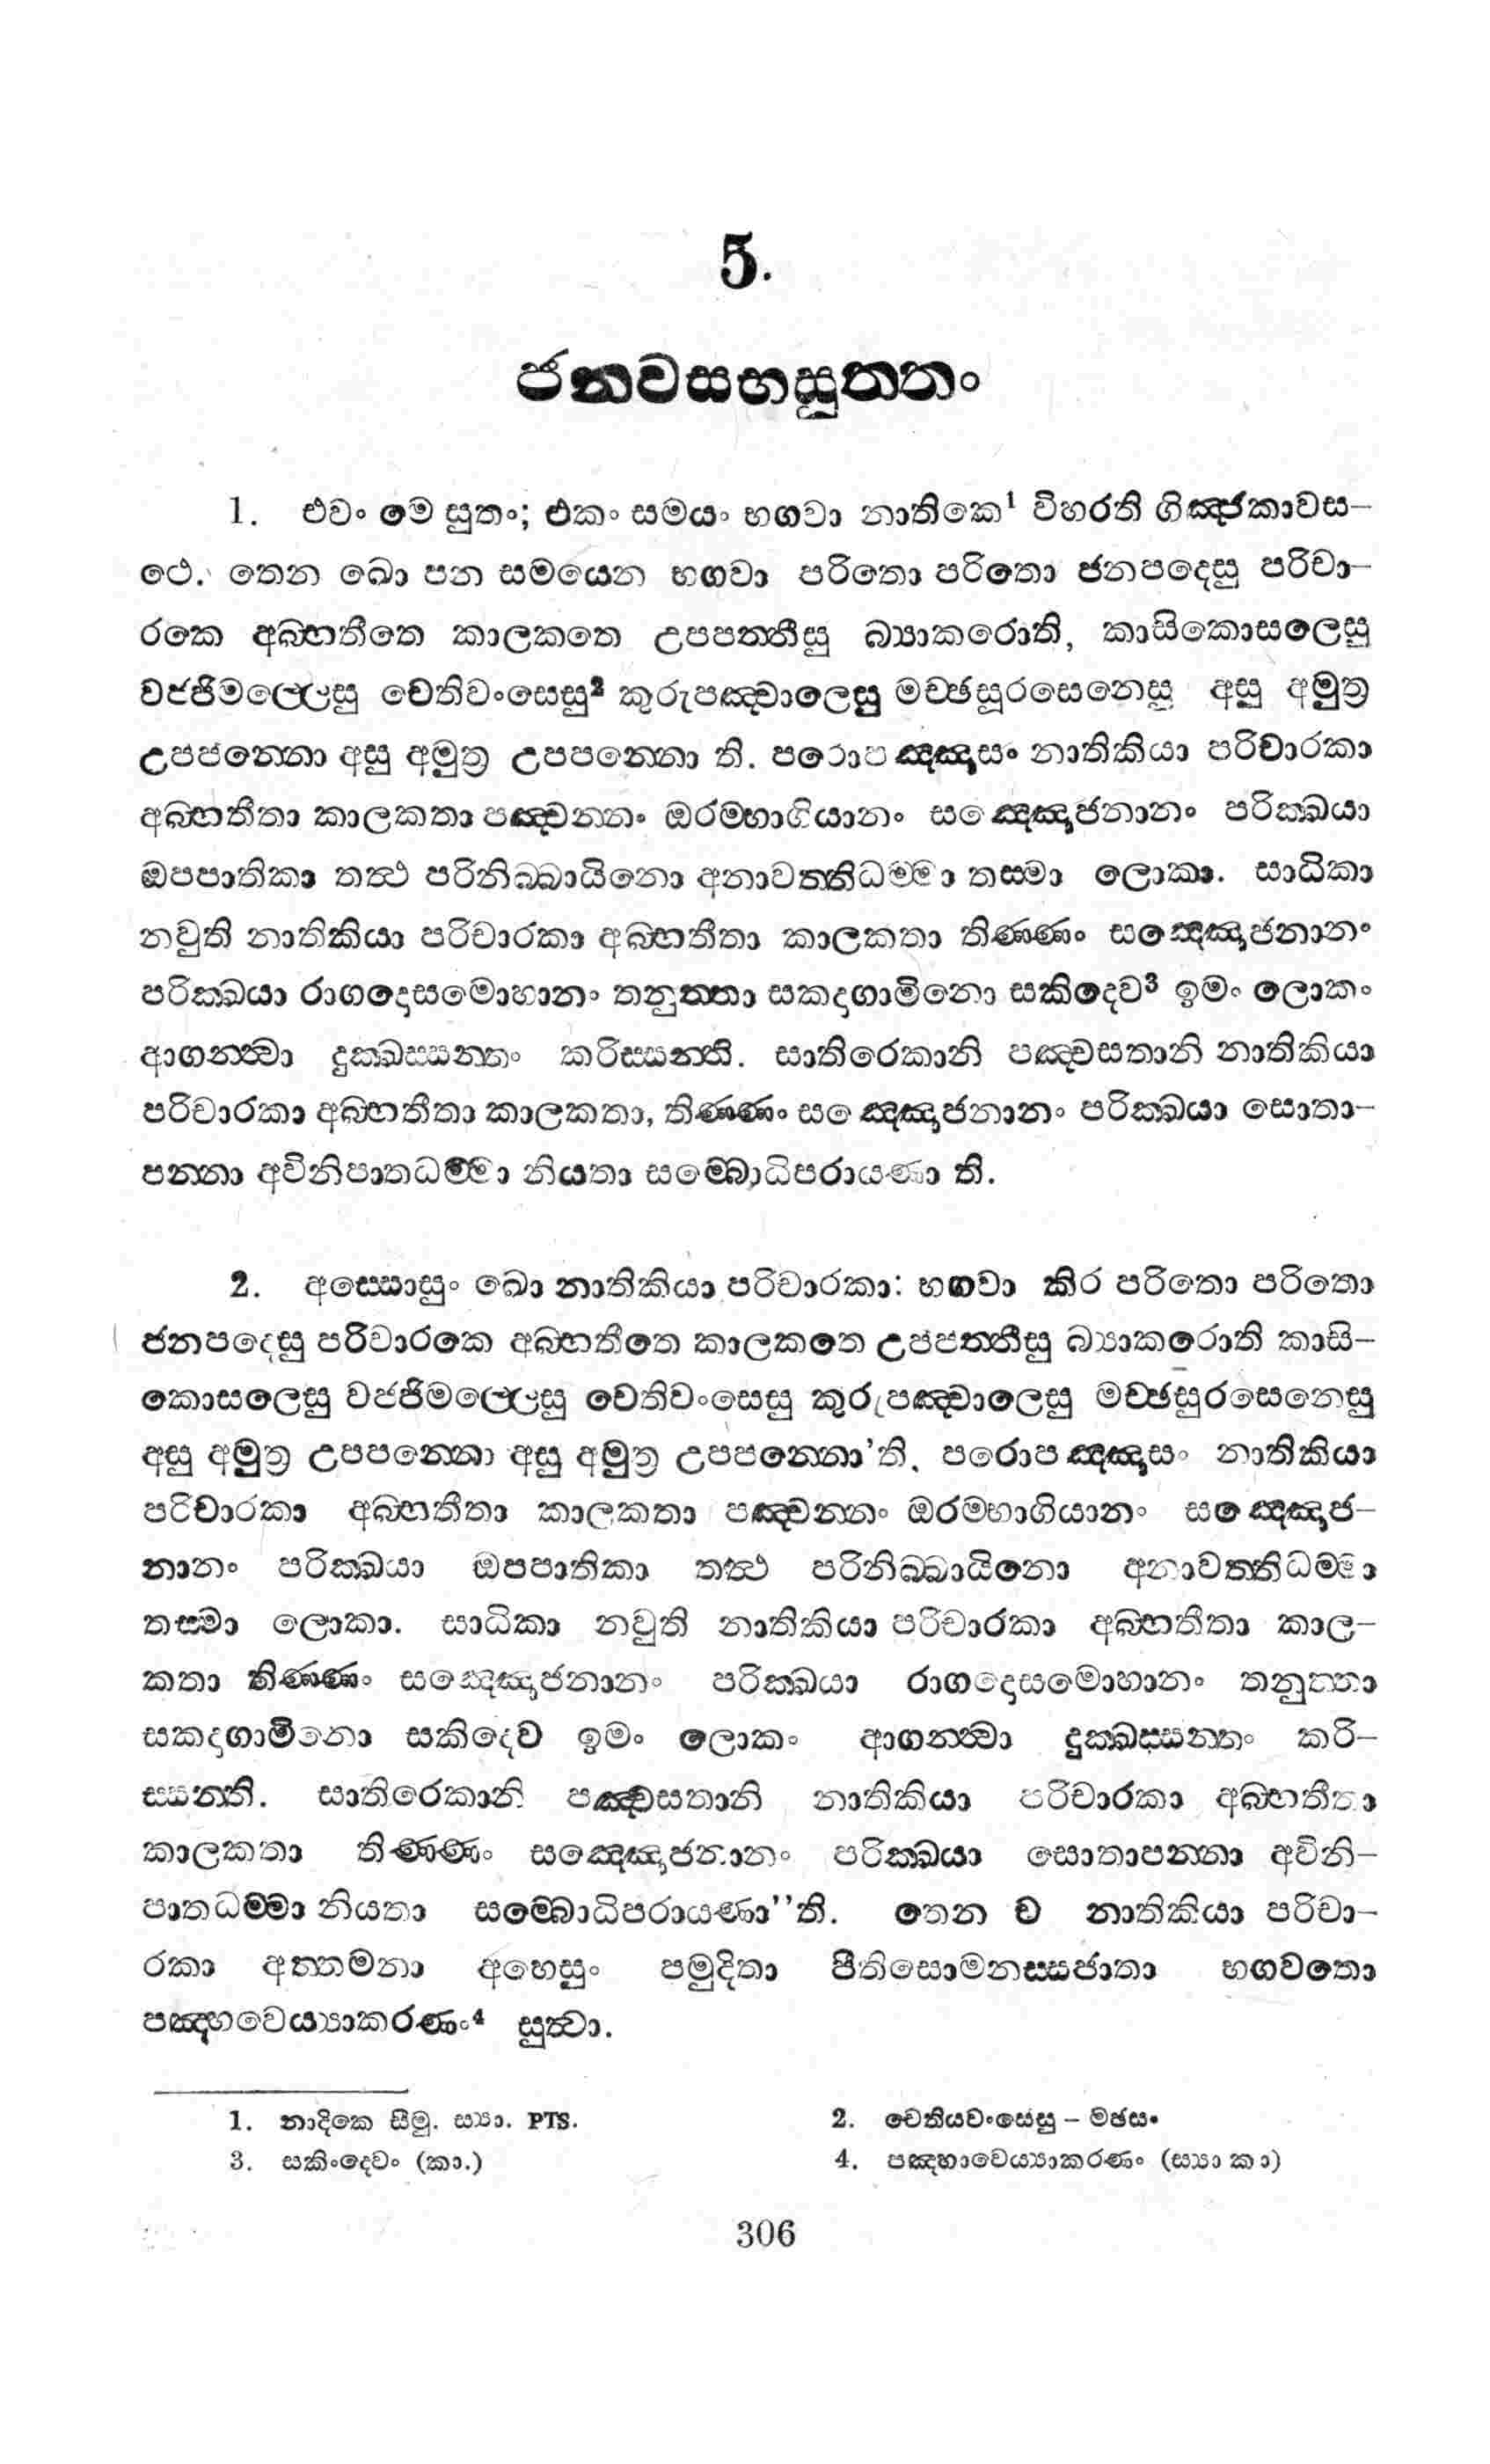 5.
ජනවසභසුත්තං
1. එවං මෙ සුතං; එකං සමයං භගවා නාතිකෙ¹ විහරති ගිඤ්ජකාවස-
ථෙ. තෙන ඛො පන සමයෙන භගවා පරිතො පරිතො ජනපදෙසු පරිචා-
රකෙ අබ්භතීතෙ කාලකතෙ උපපත්තීසු බ්‍යාකරොති, කාසිකොසලෙසු
වජ්ජිමල්ලෙසු චෙතිවංසෙසු² කුරුපඤ්චාලෙසු මච්ඡසූරසෙනෙසු අසු අමුත්‍ර
උපපන්නො අසු අමුත්‍ර උපපන්නො ති. පරොපඤ්ඤාසං නාතිකියා පරිචාරකා
අබ්භතීතා කාලකතා පඤ්චන්නං ඔරම්භාගියානං සඤ්ඤොජනානං පරික්ඛයා
ඔපපාතිකා තත්‍ථ පරිනිබ්බායිනො අනාවත්තිධම්මා තස්මා ලොකා. සාධිකා
නවුති නාතිකියා පරිචාරකා අබ්භතීතා කාලකතා තිණ්ණං සඤ්ඤොජනානං
පරික්ඛයා රාගදොසමොහානං තනුත්තා සකදාගාමිනො සකිදෙව³ ඉමං ලොකං
ආගන්ත්‍වා දුක්ඛස්සන්තං කරිස්සන්ති. සාතිරෙකානි පඤ්චසතානි නාතිකියා
පරිචාරකා අබ්භතීතා කාලකතා, තිණ්ණං සඤ්ඤොජනානං පරික්ඛයා සොතා-
පන්නා අවිනිපාතධම්මා නියතා සම්බොධිපරායණා ති.
2. අස්සොසුං ඛො නාතිකියා පරිචාරකා: භගවා කිර පරිතො පරිතො
ජනපදෙසු පරිචාරකෙ අබ්භතීතෙ කාලකතෙ උපපත්තීසු බ්‍යාකරොති කාසි-
කොසලෙසු වජ්ජිමල්ලෙසු චෙතිවංසෙසු කුරුපඤ්චාලෙසු මච්ඡසුරසෙනෙසු
අසු අමුත්‍ර උපපන්නො අසු අමුත්‍ර උපපන්නො'ති. පරොපඤ්ඤාසං නාතිකියා
පරිචාරකා අබ්භතීතා කාලකතා පඤ්චන්නං ඔරම්භාගියානං සඤ්ඤොජ-
නානං පරික්ඛයා ඔපපාතිකා තත්‍ථ පරිනිබ්බායිනො අනාවත්තිධම්මා
තස්මා ලොකා. සාධිකා නවුති නාතිකියා පරිචාරකා අබ්භතීතා කාල-
කතා තිණ්ණං සඤ්ඤොජනානං පරික්ඛයා රාගදොසමොහානං තනුත්තා
සකදාගාමිනො සකිදෙව ඉමං ලොකං ආගන්ත්‍වා දුක්ඛස්සන්තං කරි-
ස්සන්ති. සාතිරෙකානි පඤ්චසතානි නාතිකියා පරිචාරකා අබ්භතීතා
කාලකතා තිණ්ණං සඤ්ඤොජනානං පරික්ඛයා සොතාපන්නා අවිනි-
පාතධම්මා නියතා සම්බොධිපරායණා''ති. තෙන ච නාතිකියා පරිචා-
රකා අත්තමනා අහෙසුං පමුදිතා පීතිසොමනස්සජාතා භගවතො
පඤ්හවෙය්‍යාකරණං⁴ සුත්‍වා.
1. නාදිකෙ සීමු. ස්‍යා. PTS.
2. චෙතියවංසෙසු – මඡසං
3. සකිංදෙවං (කා.)
4. පඤ්හාවෙය්‍යාකරණං (ස්‍යා කා)
306